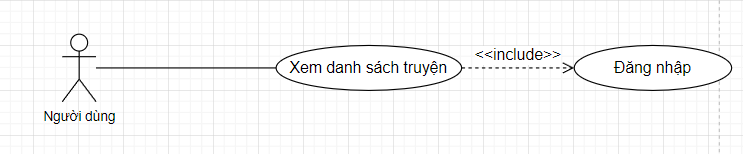 <<include>>
Xem danh sách truyện
Đăng nhập
Người dùng